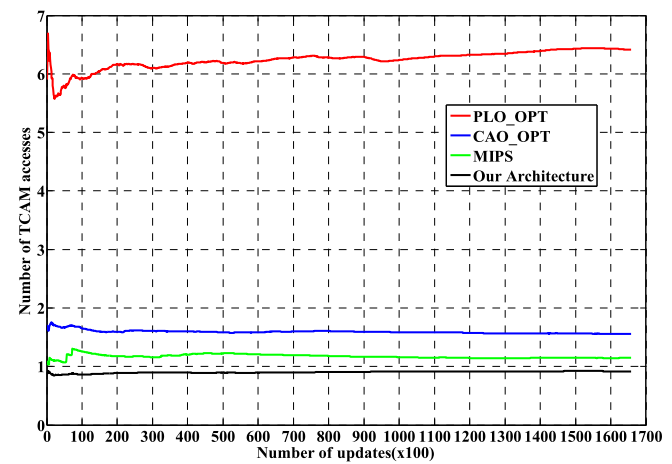 7
6
5
4
3
2
1
0
Number of TCAM accesses
PLO_OPT
CAO_OPT
MIPS
Our Architecture
0 100 200 300 400 500 600 700 800 900 1000 1100 1200 1300 1400 1500 1600 1700
Number of updates(x100)